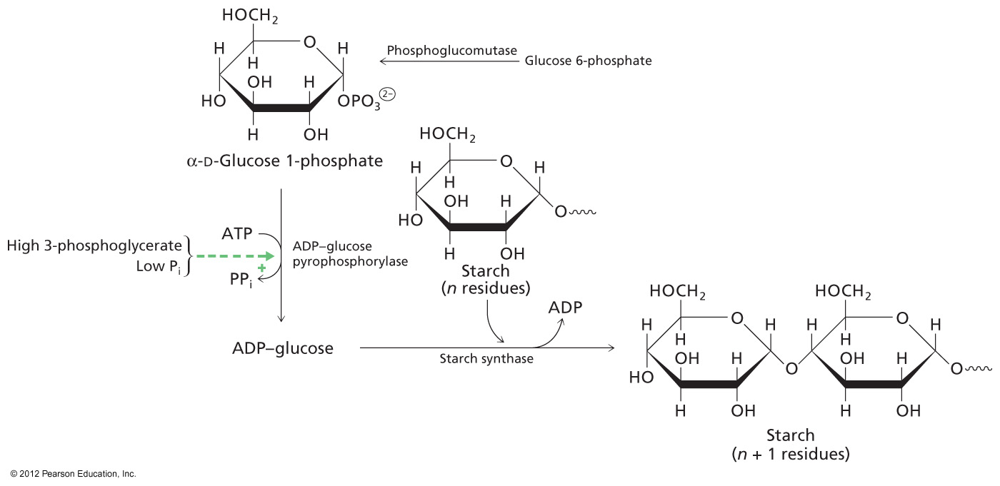 HOCH2
O
H
H
H
OH
H
HO
OPO3 2–
H
OH
α-D-Glucose 1-phosphate
Phosphoglucomutase
Glucose 6-phosphate
HOCH2
O
H
H
H
OH
H
HO
O
H
OH
Starch
(n residues)
High 3-phosphoglycerate
Low Pi
+
ATP
PPi
ADP–glucose
pyrophosphorylase
ADP–glucose
Starch synthase
ADP
HOCH2
O
H
H
H
OH
H
HO
H
OH
O
HOCH2
O
H
H
H
OH
H
H
OH
O
Starch
(n + 1 residues)
© 2012 Pearson Education, Inc.